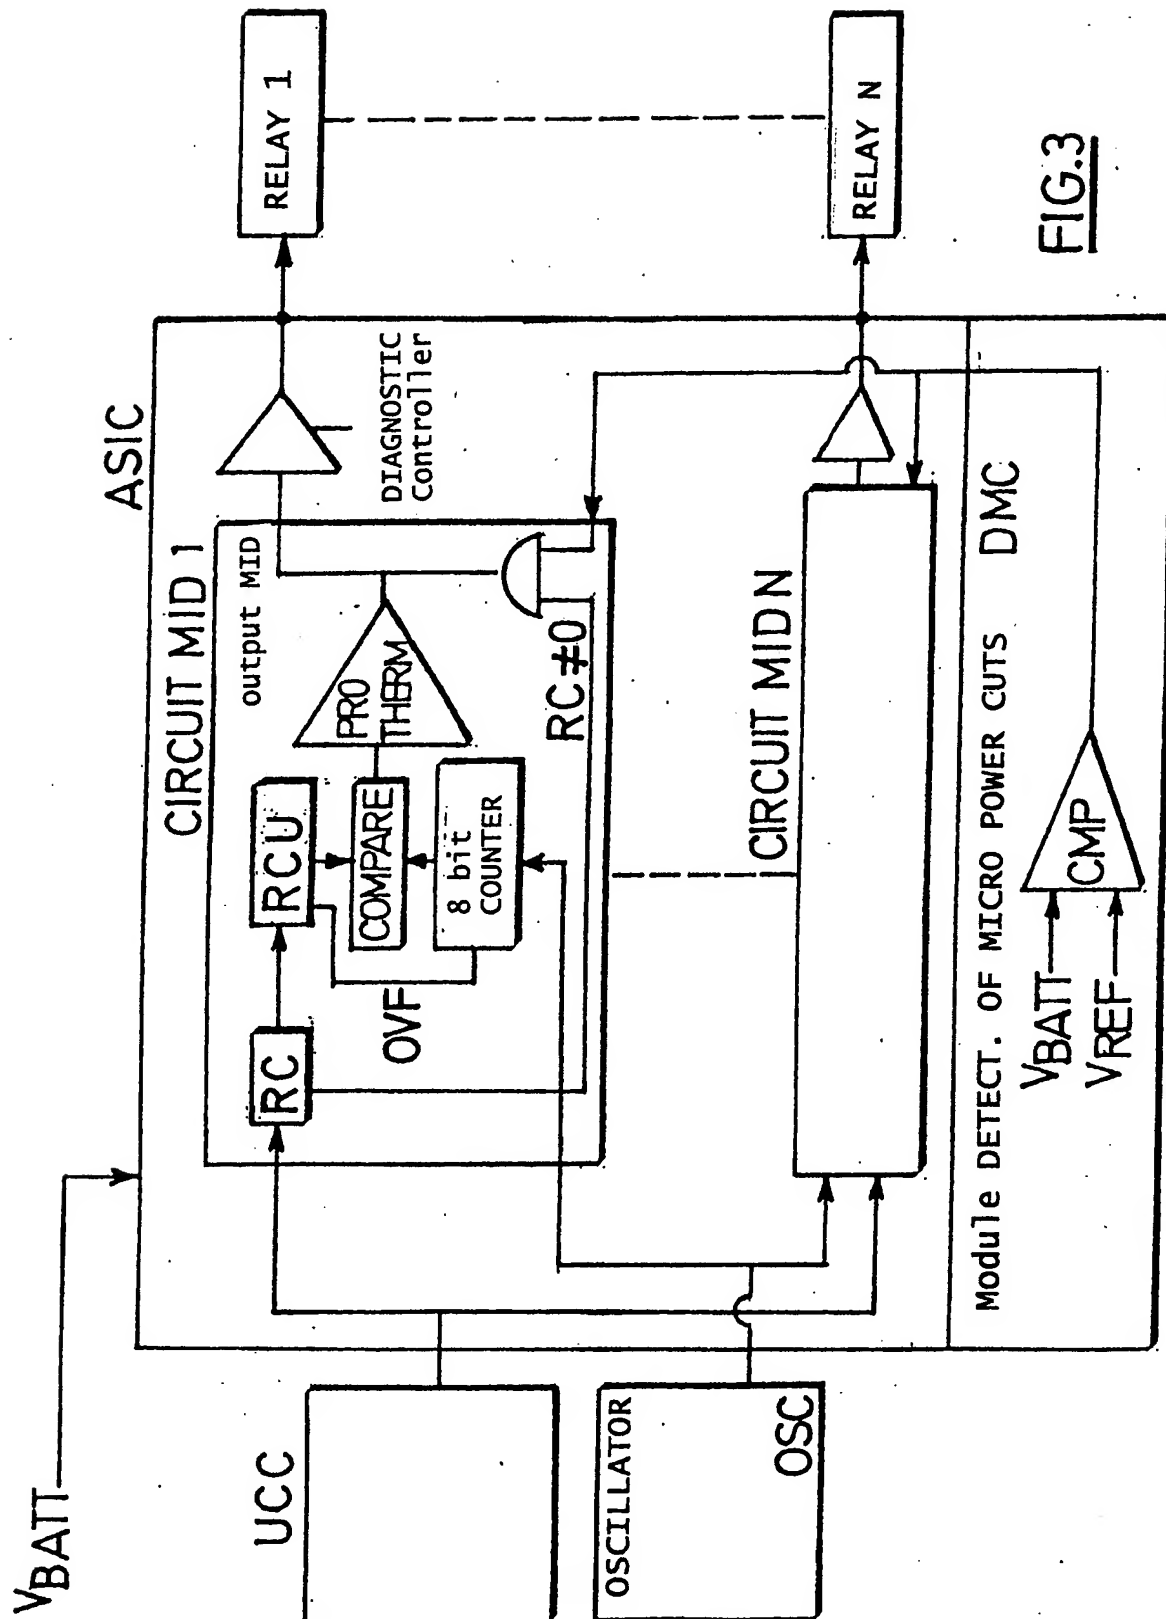 VBATT
UCC
OSCILLATOR
OSC
ASIC
CIRCUIT MID 1
output MID
RC
RCU
OVF
COMPARE
8 bit
COUNTER
PRO
THERM
RC≠0
DIAGNOSTIC
Controller
RELAY 1
CIRCUIT MID N
RELAY N
Module DETECT. OF MICRO POWER CUTS DMC
VBATT
VREF
CMP
FIG.3